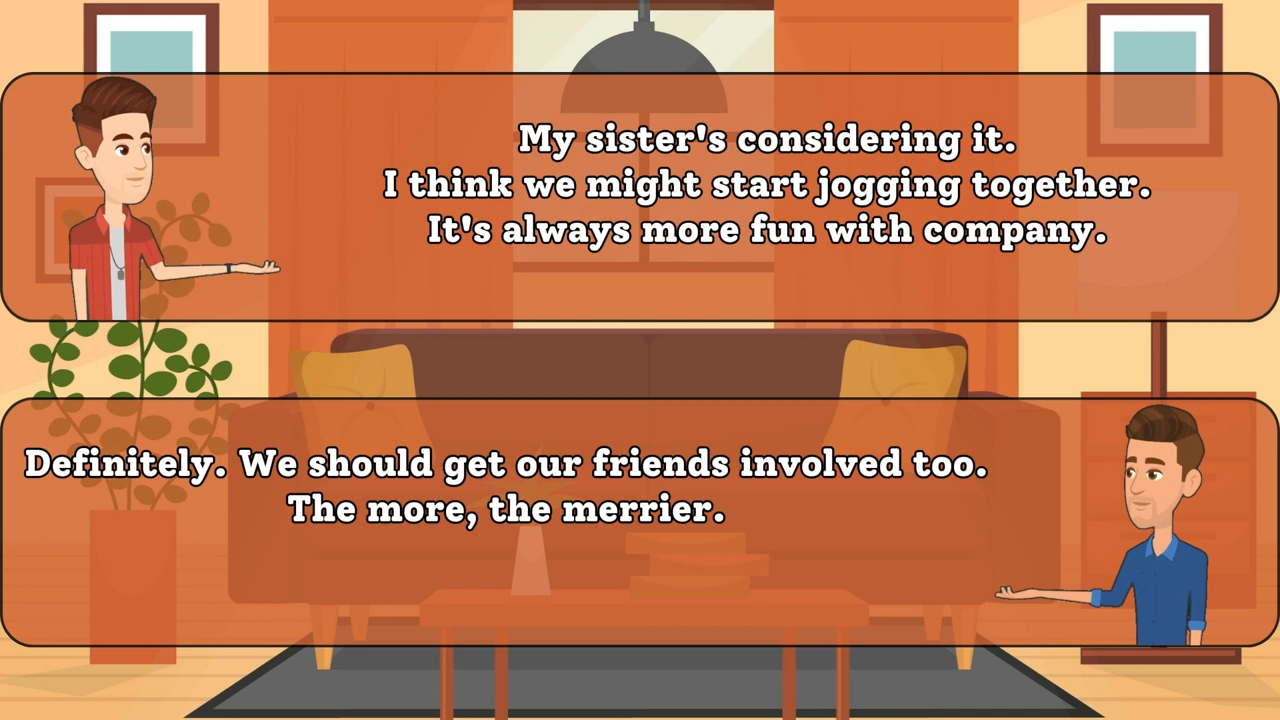 My sister's considering it.
I think we might start jogging together.
It's always more fun with company.
Definitely. We should get our friends involved too.
The more, the merrier.